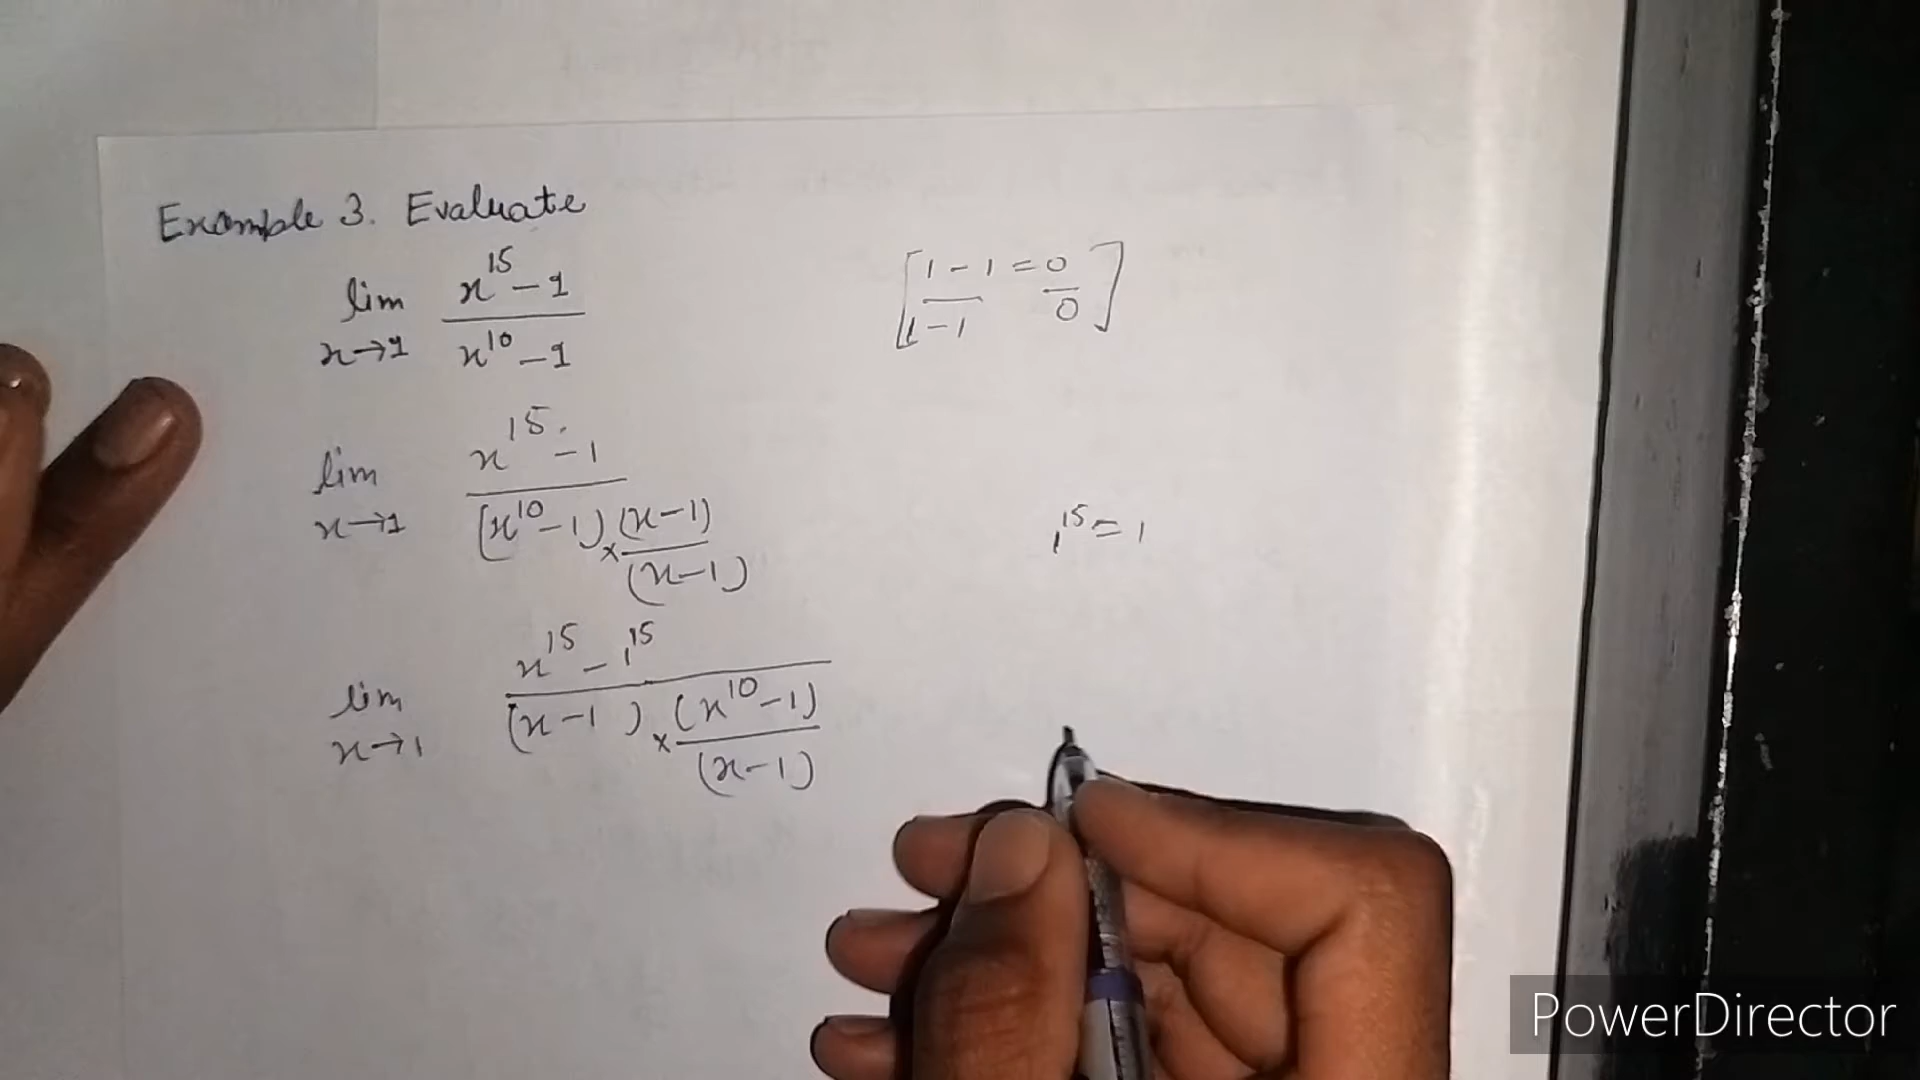 Example 3. Evaluate
lim x→1 (x^15 - 1)/(x^10 - 1)
[(1-1)/(1-1) = 0/0]
lim x→1 (x^15 - 1)/((x^10 - 1) × (x-1)/(x-1))
1^15 = 1
lim x→1 (x^15 - 1^15)/((x-1) × (x^10 - 1)/(x-1))
PowerDirector